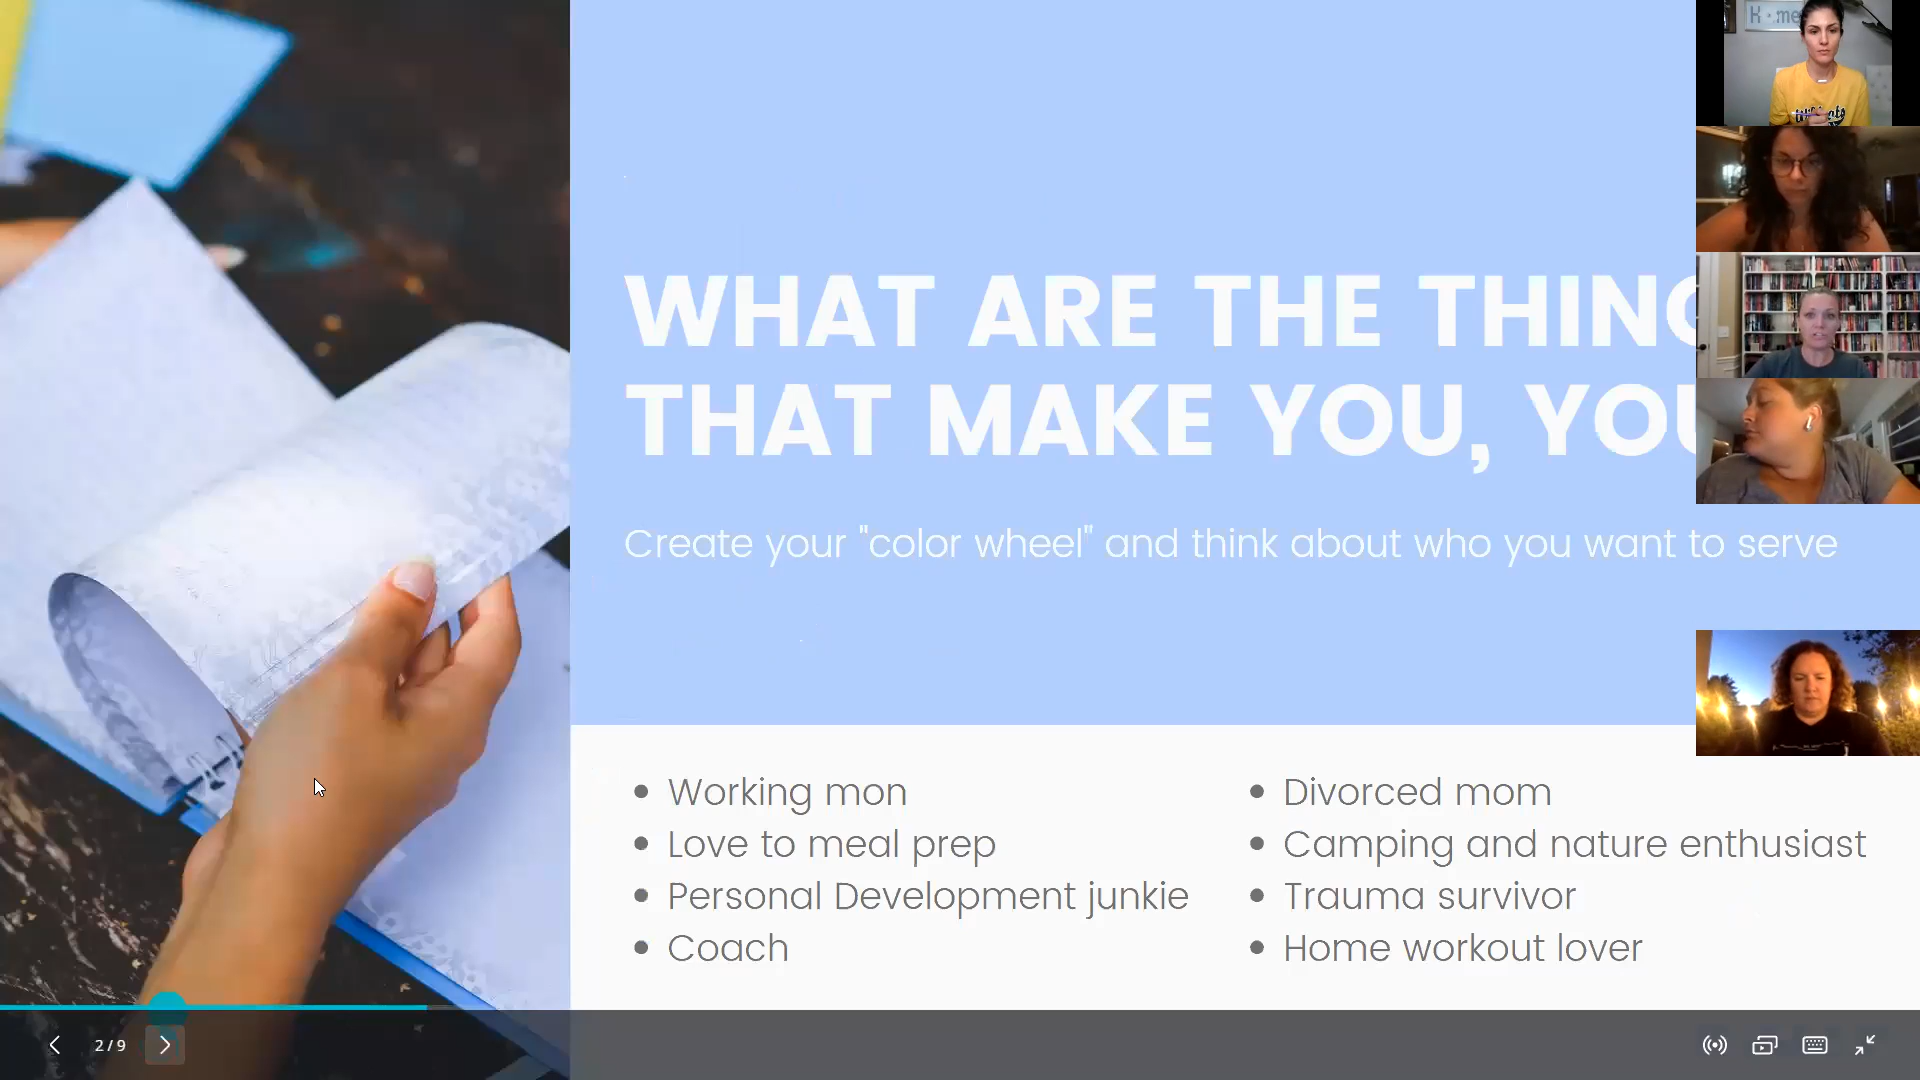 WHAT ARE THE THING
THAT MAKE YOU, YOU
Create your "color wheel" and think about who you want to serve
Working mon
Love to meal prep
Personal Development junkie
Coach
Divorced mom
Camping and nature enthusiast
Trauma survivor
Home workout lover
2/9